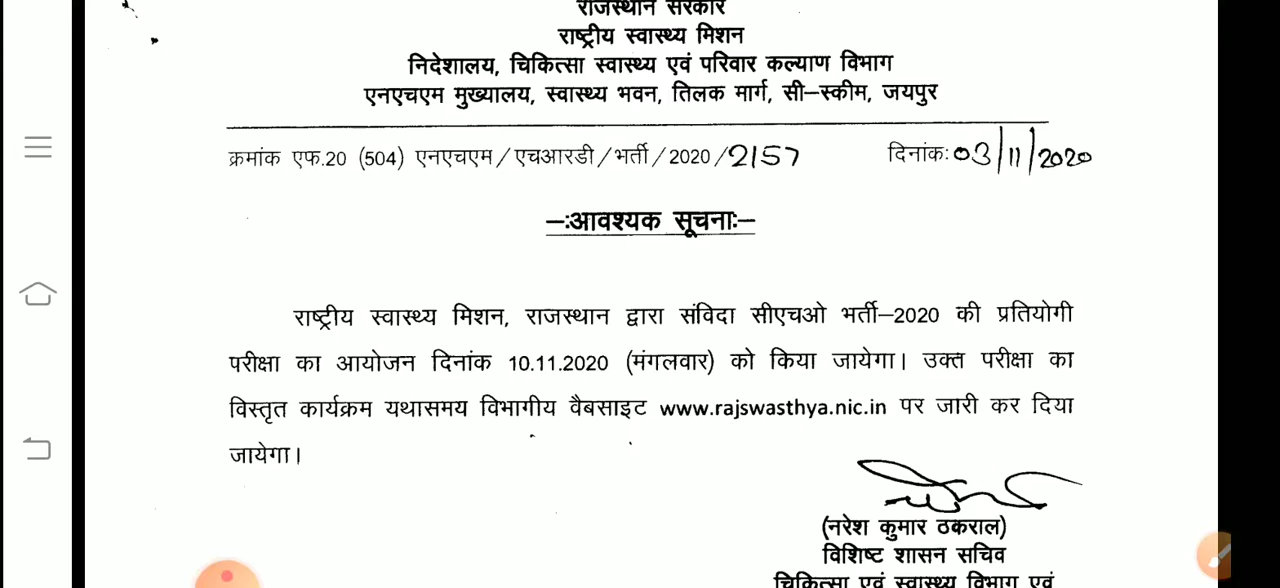 राजस्थान सरकार
राष्ट्रीय स्वास्थ्य मिशन
निदेशालय, चिकित्सा स्वास्थ्य एवं परिवार कल्याण विभाग
एनएचएम मुख्यालय, स्वास्थ्य भवन, तिलक मार्ग, सी–स्कीम, जयपुर
क्रमांक एफ.20 (504) एनएचएम/एचआरडी/भर्ती/2020/2157 दिनांकः03/11/2020
–ःआवश्यक सूचनाः–
राष्ट्रीय स्वास्थ्य मिशन, राजस्थान द्वारा संविदा सीएचओ भर्ती–2020 की प्रतियोगी
परीक्षा का आयोजन दिनांक 10.11.2020 (मंगलवार) को किया जायेगा। उक्त परीक्षा का
विस्तृत कार्यक्रम यथासमय विभागीय वैबसाइट www.rajswasthya.nic.in पर जारी कर दिया
जायेगा।
(नरेश कुमार ठकराल)
विशिष्ट शासन सचिव
चिकित्सा एवं स्वास्थ्य विभाग एवं